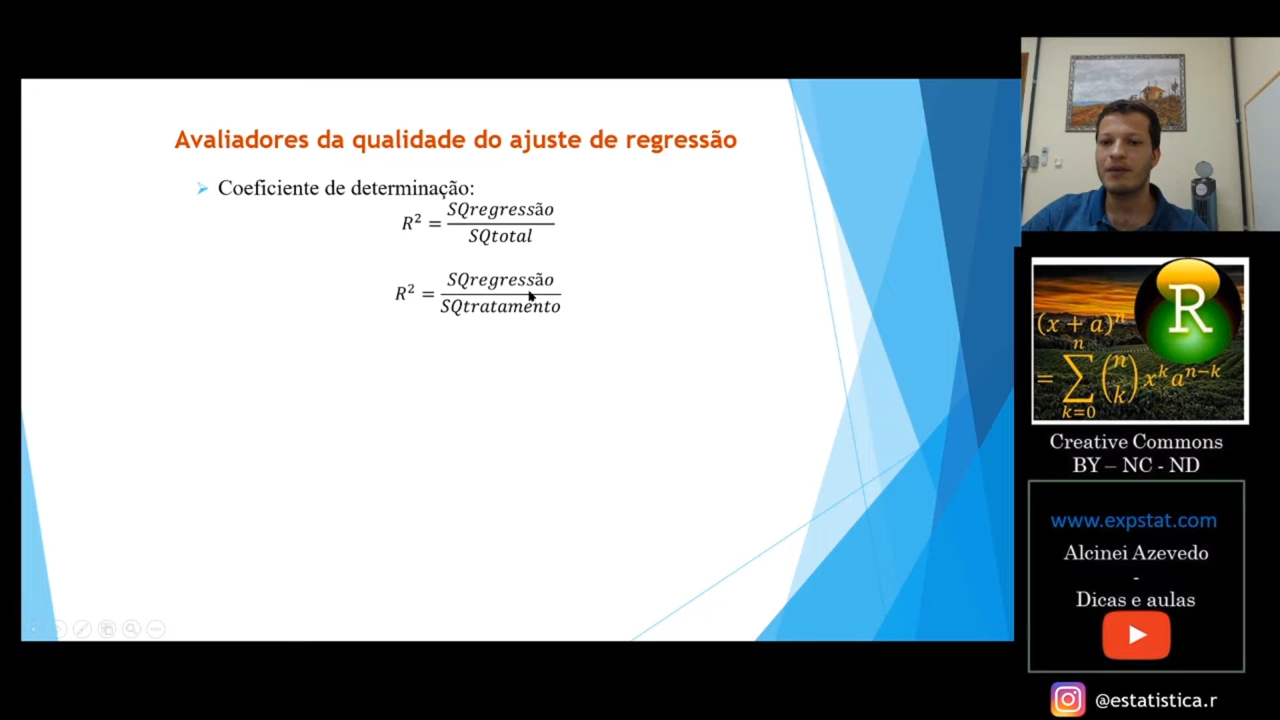 Avaliadores da qualidade do ajuste de regressão
Coeficiente de determinação:
R² = SQregressão / SQtotal
R² = SQregressão / SQtratamento
R
(x + a)ⁿ
= ∑ₖ₌₀ⁿ (n k) xᵏ aⁿ⁻ᵏ
Creative Commons
BY – NC - ND
www.expstat.com
Alcinei Azevedo
-
Dicas e aulas
@estatistica.r